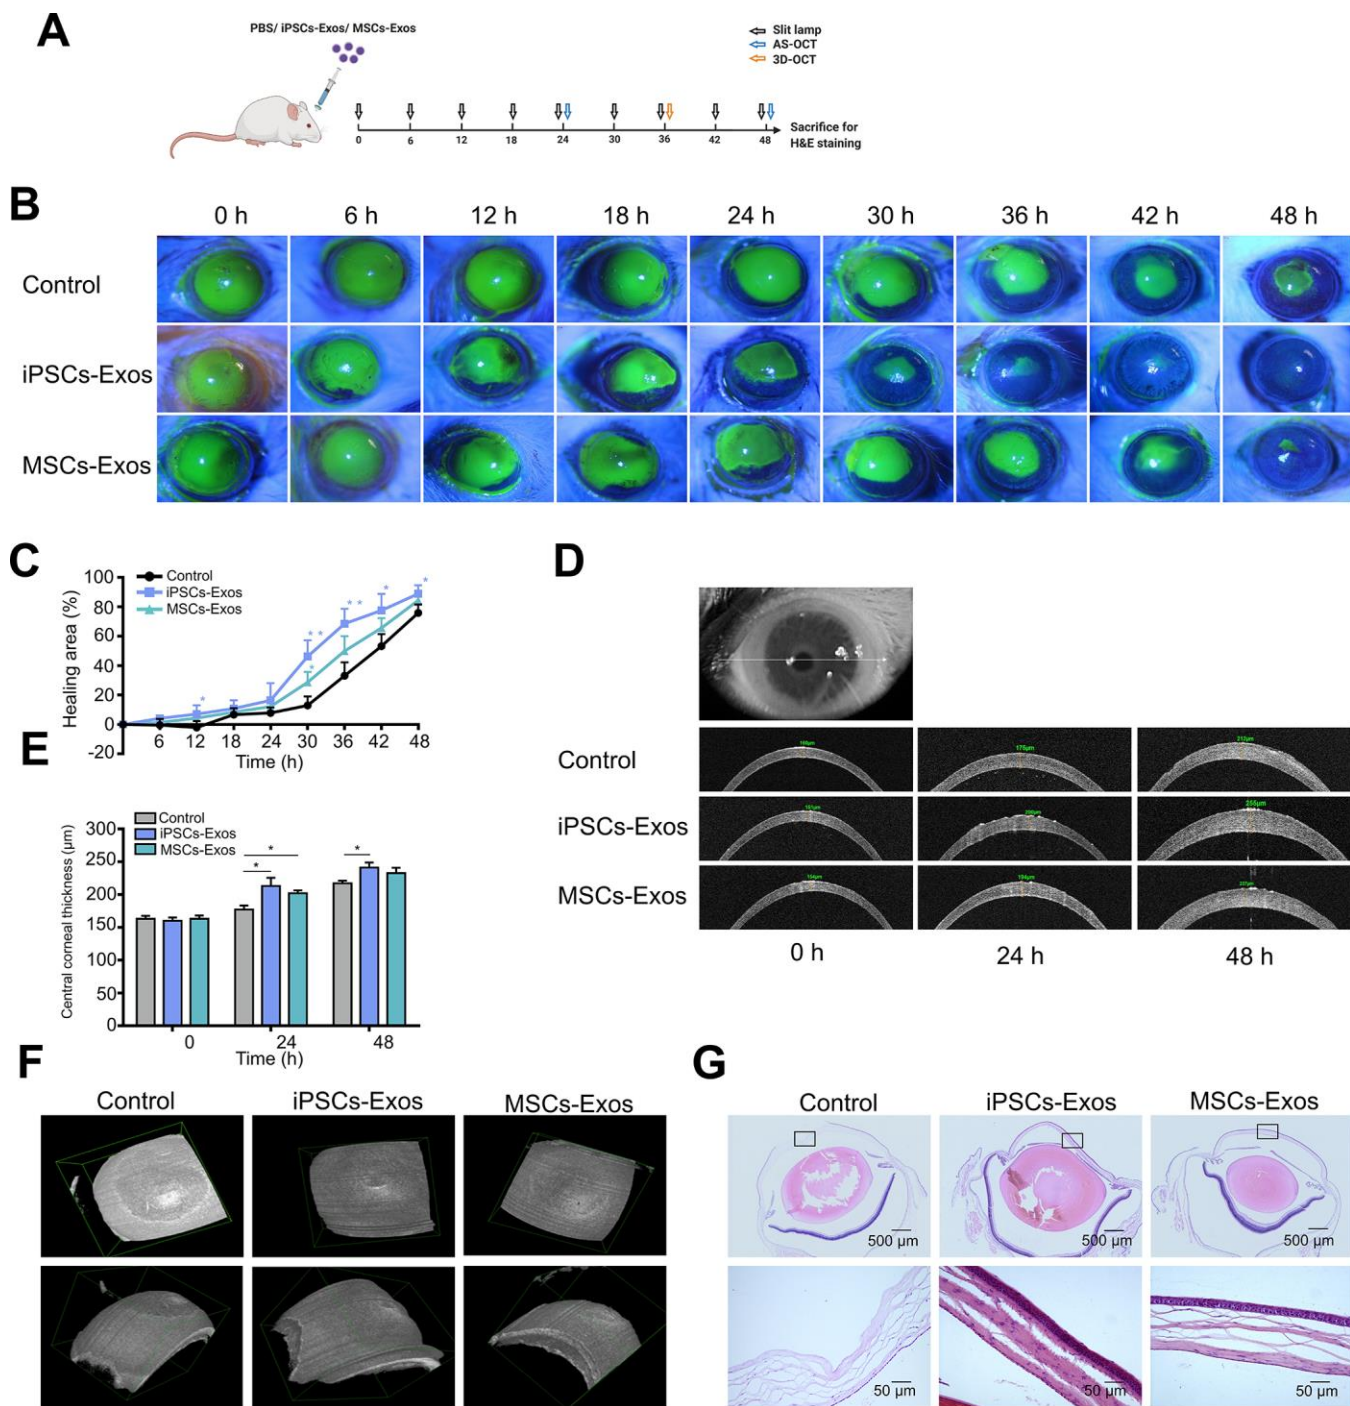 A
PBS/ iPSCs-Exos/ MSCs-Exos
Slit lamp
AS-OCT
3D-OCT
0 6 12 18 24 30 36 42 48
Sacrifice for
H&E staining
B
0 h 6 h 12 h 18 h 24 h 30 h 36 h 42 h 48 h
Control
iPSCs-Exos
MSCs-Exos
C
Healing area (%)
100
80
60
40
20
0
-20
Control
iPSCs-Exos
MSCs-Exos
*
* *
*
* *
*
*
6 12 18 24 30 36 42 48
Time (h)
D
Control
175µm
212µm
iPSCs-Exos
255µm
MSCs-Exos
0 h 24 h 48 h
E
Central corneal thickness (µm)
300
250
200
150
100
50
0
Control
iPSCs-Exos
MSCs-Exos
*
*
*
0 24 48
Time (h)
F
Control iPSCs-Exos MSCs-Exos
G
Control iPSCs-Exos MSCs-Exos
500 µm 500 µm 500 µm
50 µm 50 µm 50 µm